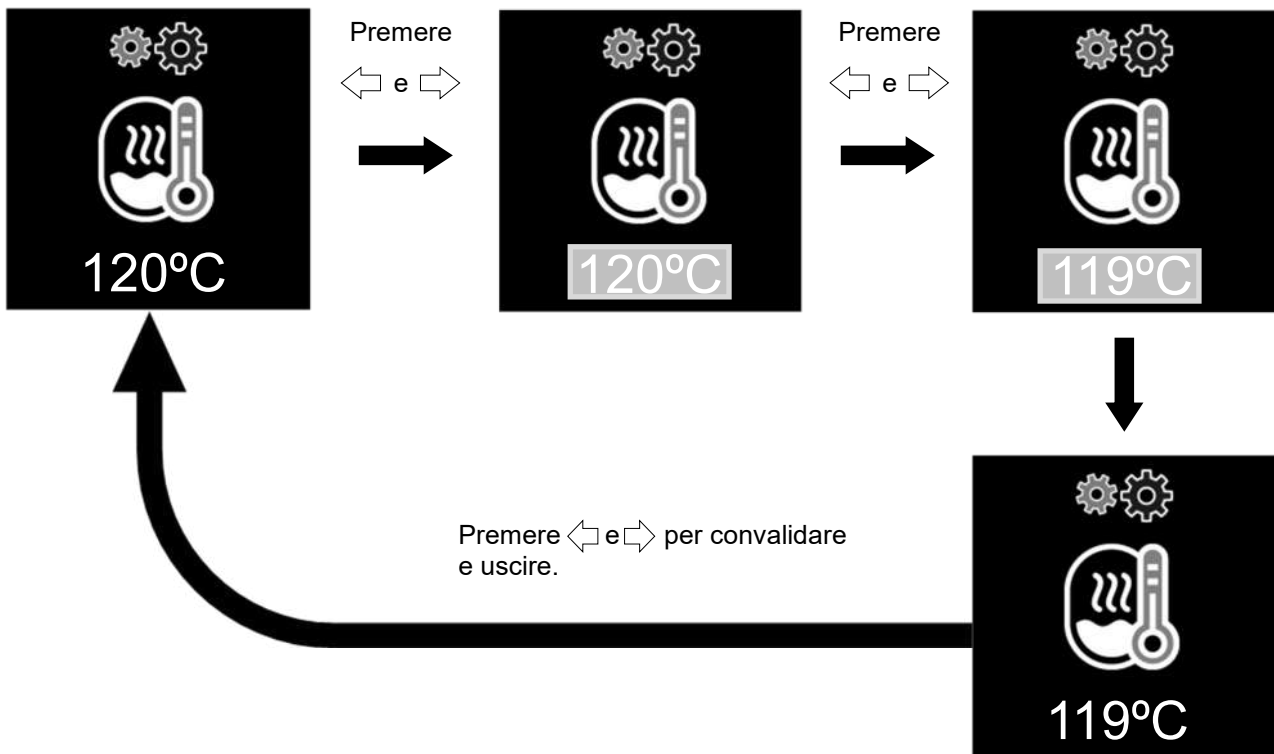 Premere
e
Premere
e
120ºC
120ºC
119ºC
Premere e per convalidare
e uscire.
119ºC